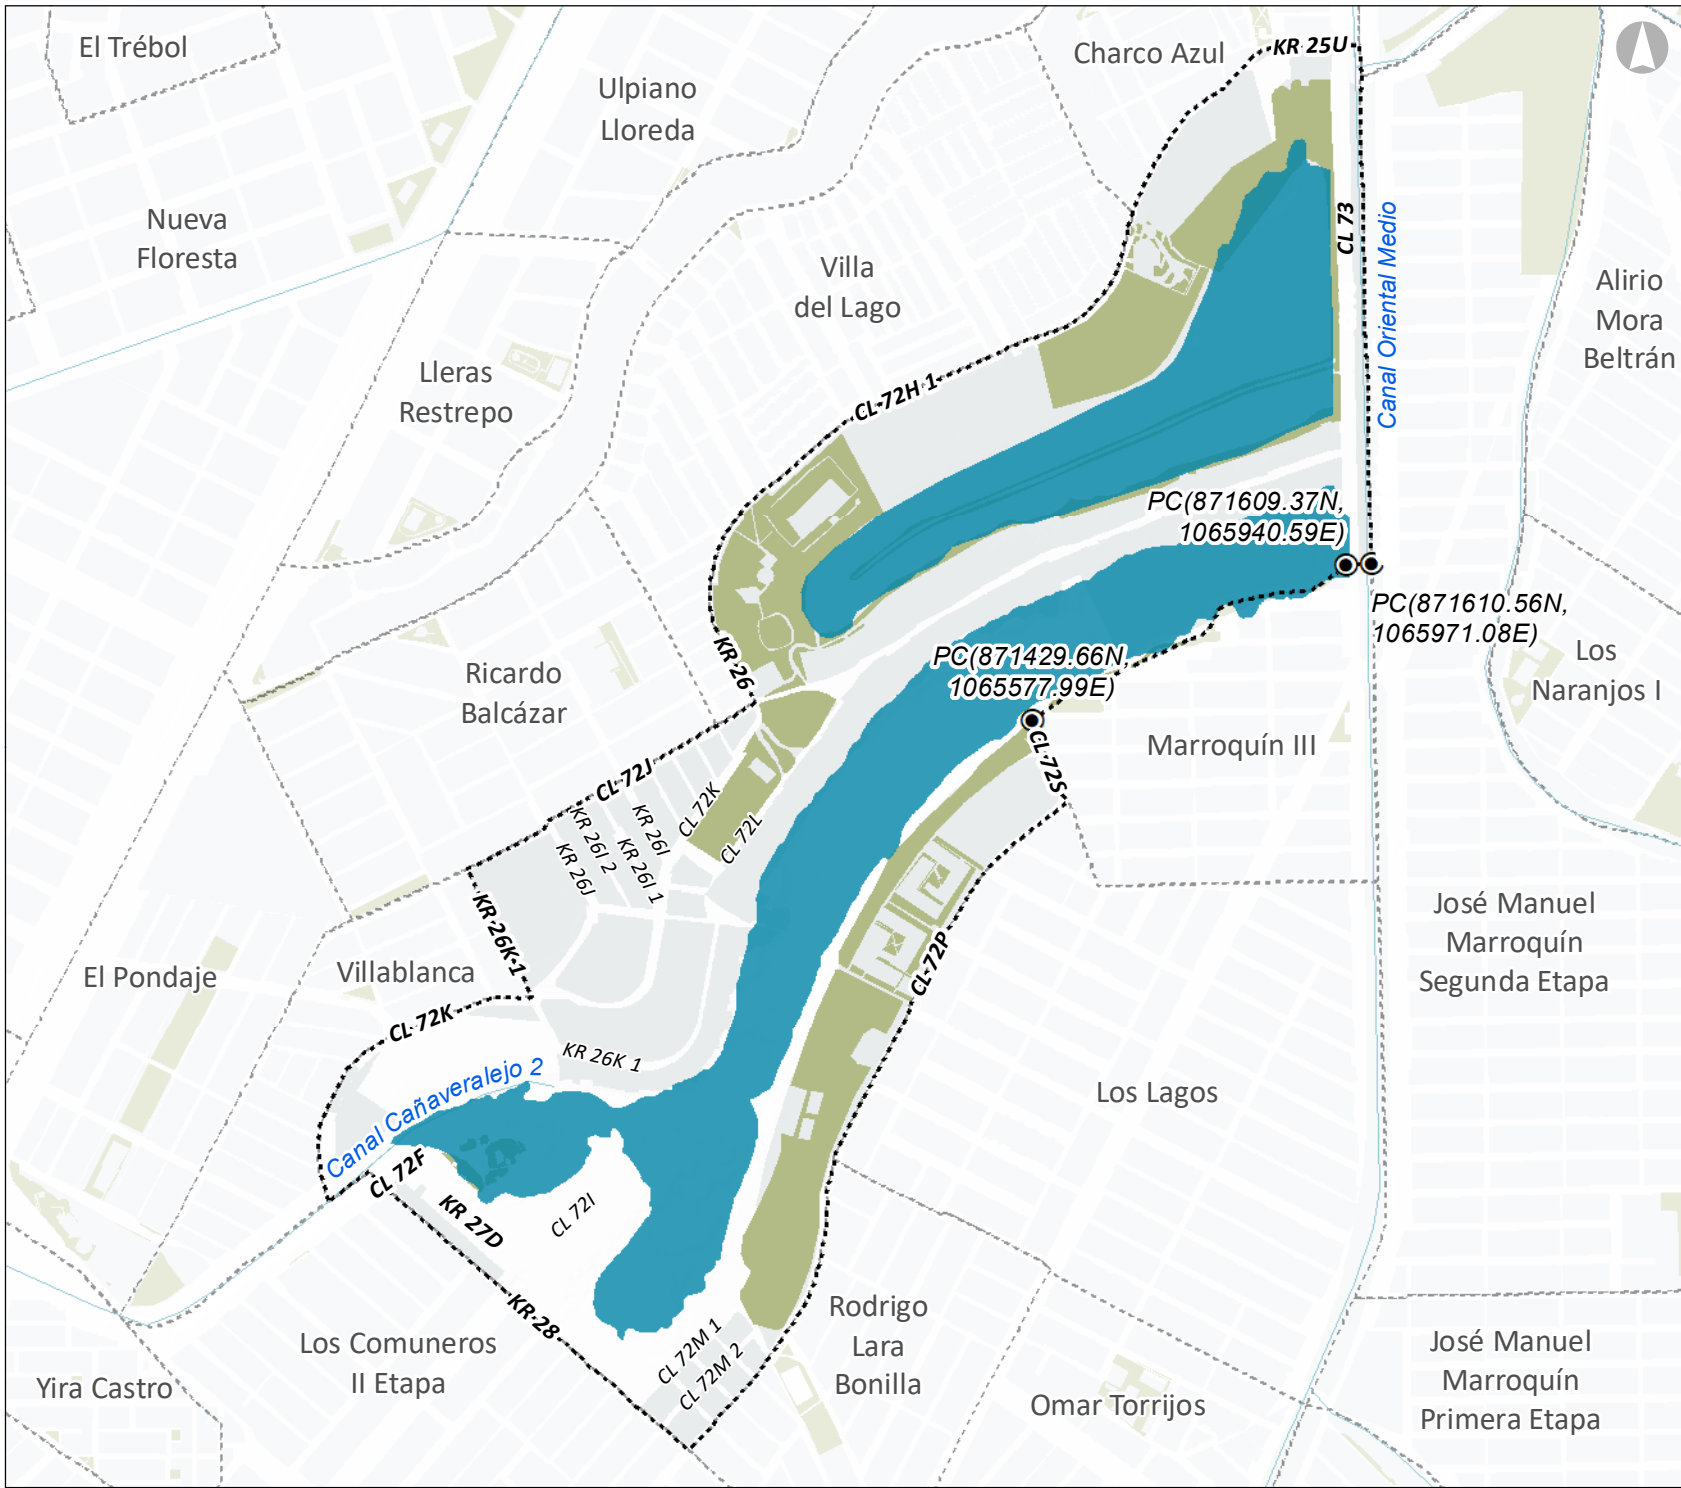 El Trébol
Charco Azul
KR 25U
Ulpiano
Lloreda
Nueva
Floresta
CL 73
Canal Oriental Medio
Villa
del Lago
Alirio
Mora
Beltrán
Lleras
Restrepo
CL 72H 1
PC(871609.37N,
1065940.59E)
PC(871610.56N,
1065971.08E)
KR 26
PC(871429.66N,
1065577.99E)
Los
Naranjos I
Ricardo
Balcázar
Marroquín III
CL 72S
CL 72J
CL 72K
KR 26I
KR 26I 2
CL 72L
KR 26I 1
KR 26J
KR 26K 1
José Manuel
Marroquín
Segunda Etapa
El Pondaje
Villablanca
CL 72P
CL 72K
KR 26K 1
Canal Cañaveralejo 2
Los Lagos
CL 72F
KR 27D
CL 72I
KR 28
Los Comuneros
II Etapa
CL 72M 1
CL 72M 2
Rodrigo
Lara
Bonilla
Yira Castro
Omar Torrijos
José Manuel
Marroquín
Primera Etapa